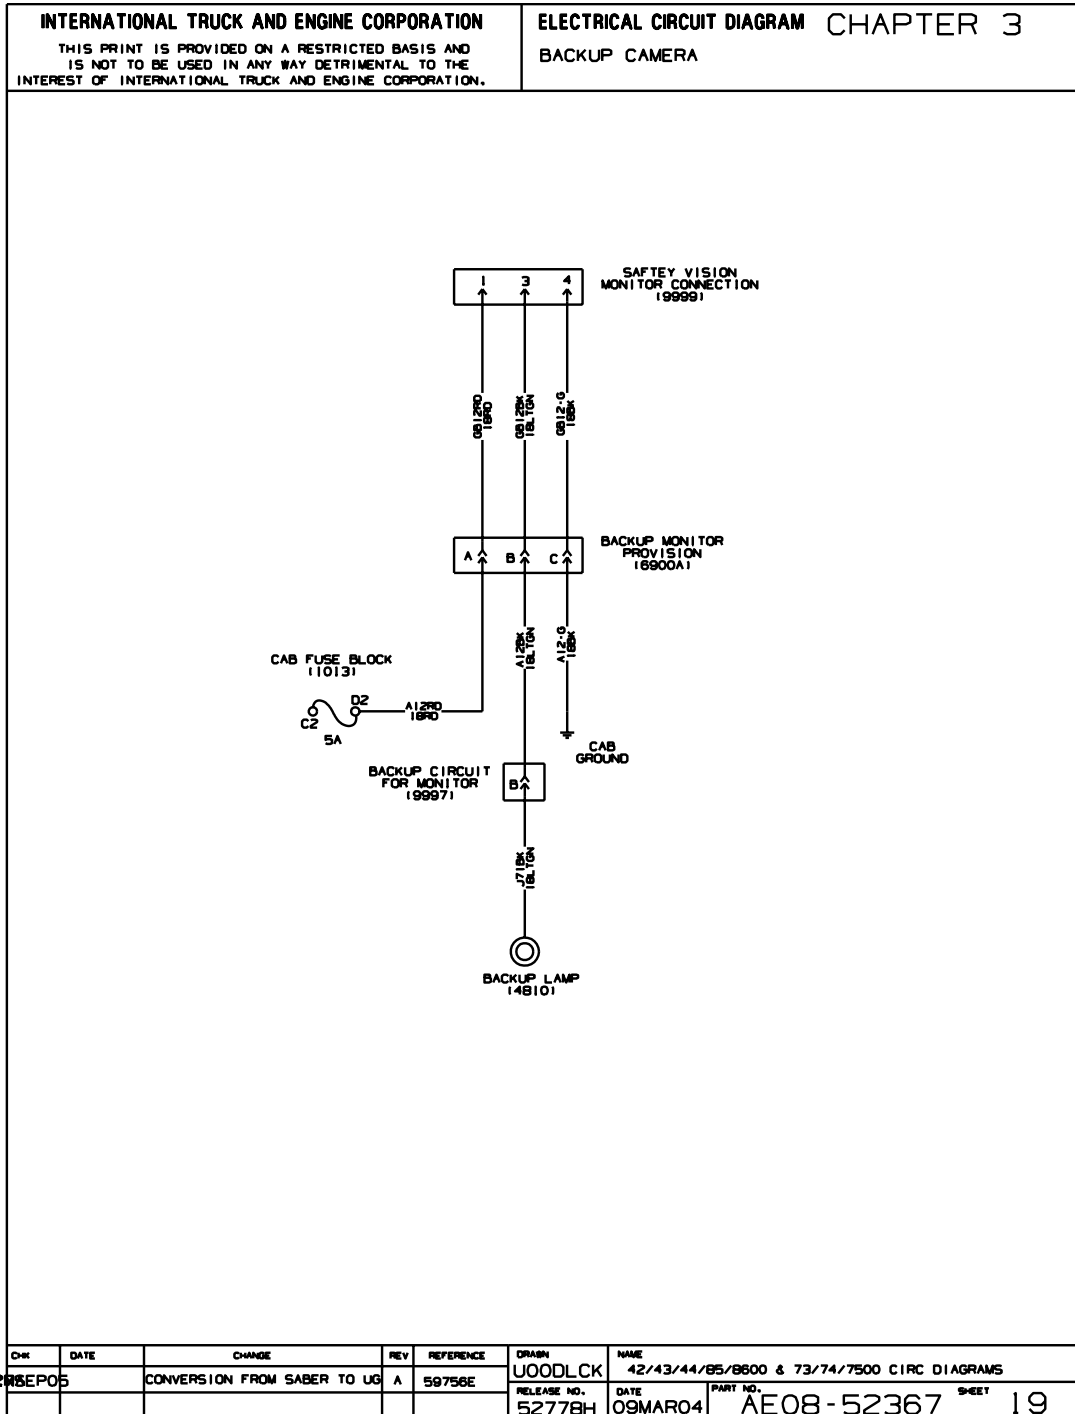 INTERNATIONAL TRUCK AND ENGINE CORPORATION
THIS PRINT IS PROVIDED ON A RESTRICTED BASIS AND
IS NOT TO BE USED IN ANY WAY DETRIMENTAL TO THE
INTEREST OF INTERNATIONAL TRUCK AND ENGINE CORPORATION.
ELECTRICAL CIRCUIT DIAGRAM CHAPTER 3
BACKUP CAMERA
1 3 4
SAFTEY VISION
MONITOR CONNECTION
(9999)
GB12RD
18RD
GB12BK
18LTGN
GB12-G
18BK
A B C
BACKUP MONITOR
PROVISION
(6900A)
A12BK
18LTGN
A12-G
18BK
CAB FUSE BLOCK
(1013)
C2
D2
5A
A12RD
18RD
CAB
GROUND
BACKUP CIRCUIT
FOR MONITOR
(9997)
B
J71BK
18LTGN
BACKUP LAMP
(4810)
CHK DATE CHANGE REV REFERENCE
SEP05 CONVERSION FROM SABER TO UG A 59756E
DRAWN
UOODLCK
NAME
42/43/44/85/8600 & 73/74/7500 CIRC DIAGRAMS
RELEASE NO.
52778H
DATE
09MAR04
PART NO.
AE08-52367
SHEET
19